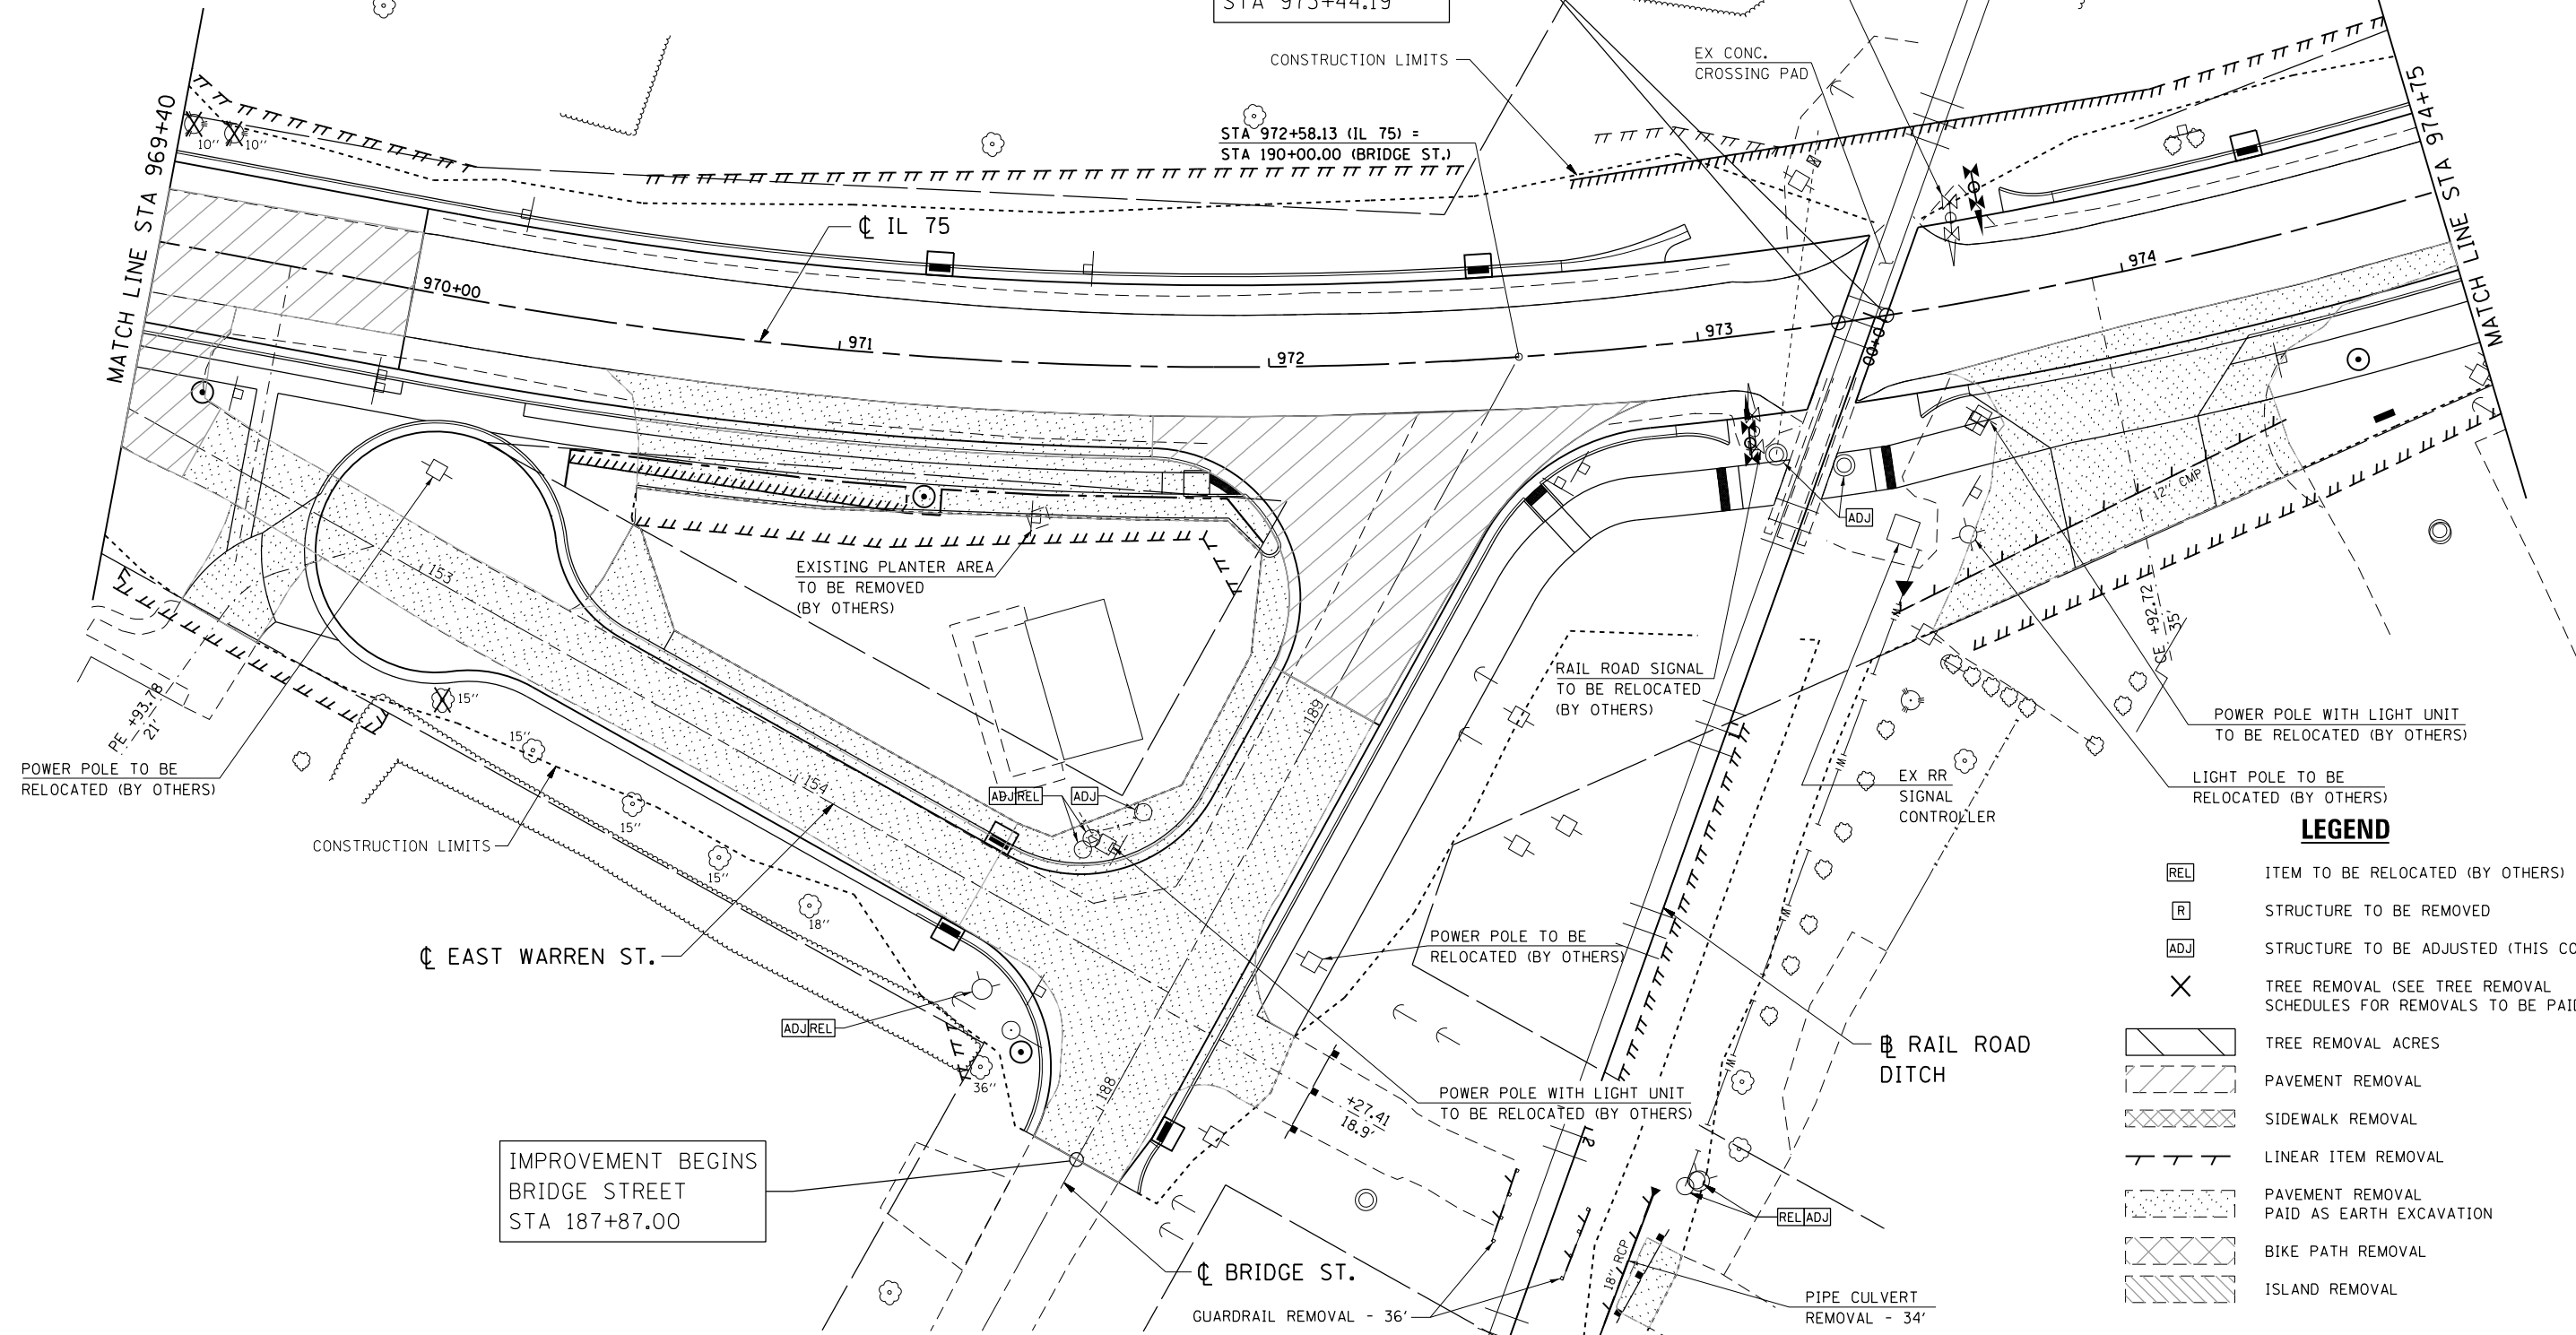 STA 973+44.19
CONSTRUCTION LIMITS
EX CONC.
CROSSING PAD
STA 972+58.13 (IL 75) =
STA 190+00.00 (BRIDGE ST.)
MATCH LINE STA 969+40
MATCH LINE STA 974+75
10''
10''
℄ IL 75
970+00
971
972
973
974
0+00
153
154
188
189
2
ADJ
12" CMP
EXISTING PLANTER AREA
TO BE REMOVED
(BY OTHERS)
RAIL ROAD SIGNAL
TO BE RELOCATED
(BY OTHERS)
CE +92.72
35'
PE +93.78
21'
15''
15''
15''
15''
18''
36''
POWER POLE TO BE
RELOCATED (BY OTHERS)
CONSTRUCTION LIMITS
ADJ REL
ADJ
POWER POLE WITH LIGHT UNIT
TO BE RELOCATED (BY OTHERS)
EX RR
SIGNAL
CONTROLLER
LIGHT POLE TO BE
RELOCATED (BY OTHERS)
℄ EAST WARREN ST.
POWER POLE TO BE
RELOCATED (BY OTHERS)
ADJ REL
B̵L RAIL ROAD
DITCH
POWER POLE WITH LIGHT UNIT
TO BE RELOCATED (BY OTHERS)
+27.41
18.9'
IMPROVEMENT BEGINS
BRIDGE STREET
STA 187+87.00
REL ADJ
℄ BRIDGE ST.
18" RCP
GUARDRAIL REMOVAL - 36'
PIPE CULVERT
REMOVAL - 34'
LEGEND
REL ITEM TO BE RELOCATED (BY OTHERS)
R STRUCTURE TO BE REMOVED
ADJ STRUCTURE TO BE ADJUSTED (THIS CO
TREE REMOVAL (SEE TREE REMOVAL
SCHEDULES FOR REMOVALS TO BE PAID
TREE REMOVAL ACRES
PAVEMENT REMOVAL
SIDEWALK REMOVAL
LINEAR ITEM REMOVAL
PAVEMENT REMOVAL
PAID AS EARTH EXCAVATION
BIKE PATH REMOVAL
ISLAND REMOVAL